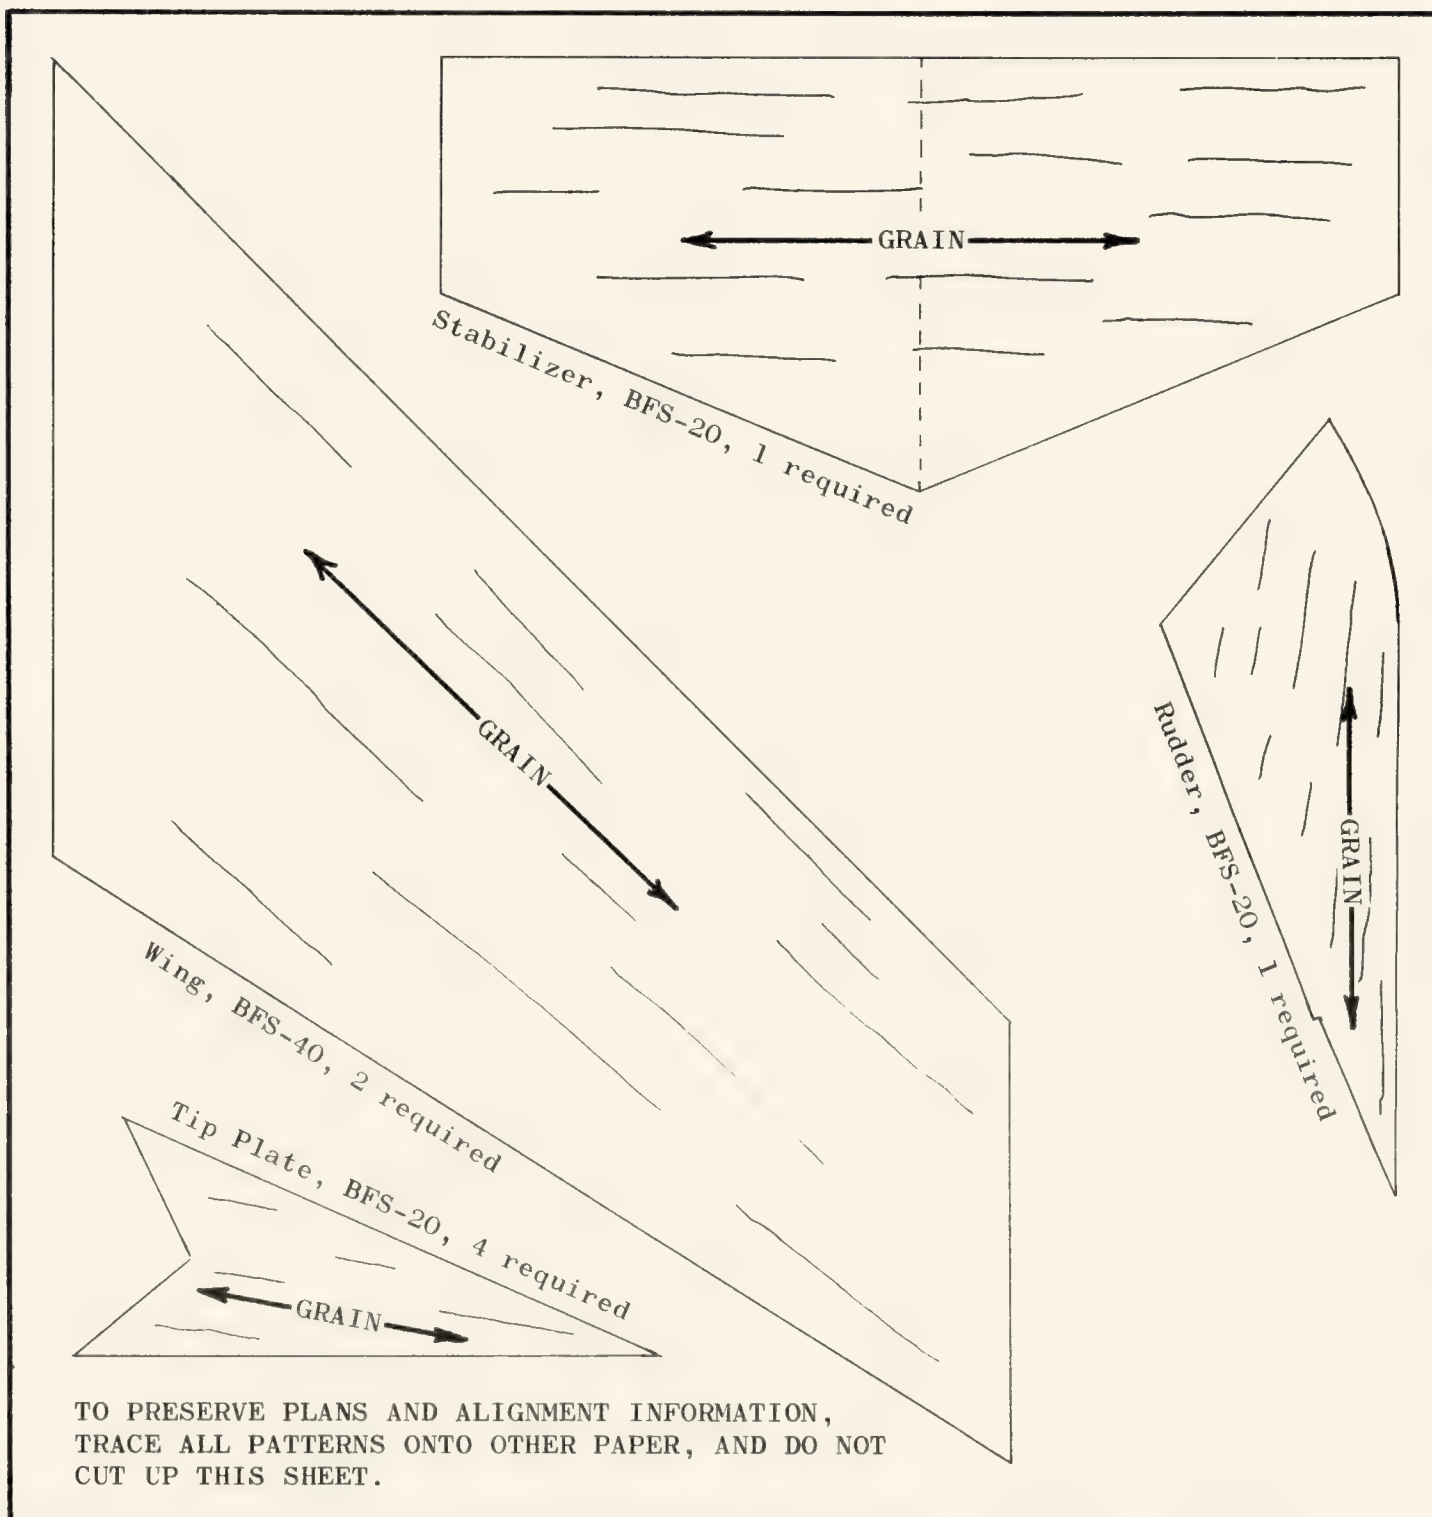 GRAIN
Stabilizer, BFS-20, 1 required
GRAIN
Rudder, BFS-20, 1 required
GRAIN
Wing, BFS-40, 2 required
Tip Plate, BFS-20, 4 required
GRAIN
TO PRESERVE PLANS AND ALIGNMENT INFORMATION,
TRACE ALL PATTERNS ONTO OTHER PAPER, AND DO NOT
CUT UP THIS SHEET.